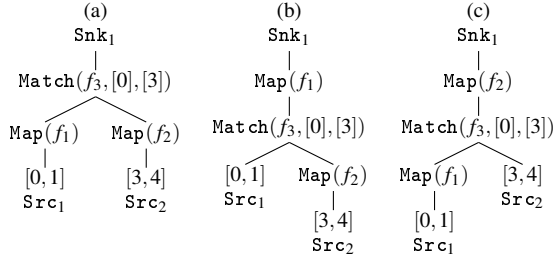 (a)
Snk₁
Match(f₃, [0], [3])
Map(f₁) Map(f₂)
[0, 1] [3, 4]
Src₁ Src₂
(b)
Snk₁
Map(f₁)
Match(f₃, [0], [3])
[0, 1] Map(f₂)
Src₁
[3, 4]
Src₂
(c)
Snk₁
Map(f₂)
Match(f₃, [0], [3])
Map(f₁) [3, 4]
Src₂
[0, 1]
Src₁